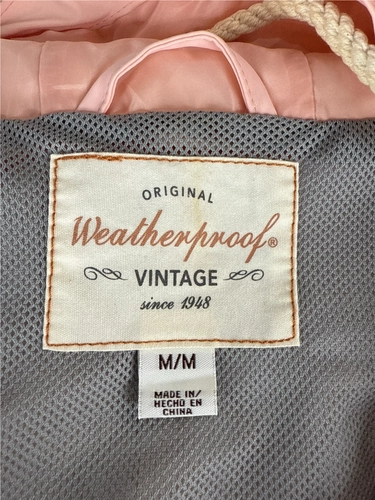 ORIGINAL
Weatherproof®
VINTAGE
since 1948
M/M
MADE IN/
HECHO EN
CHINA